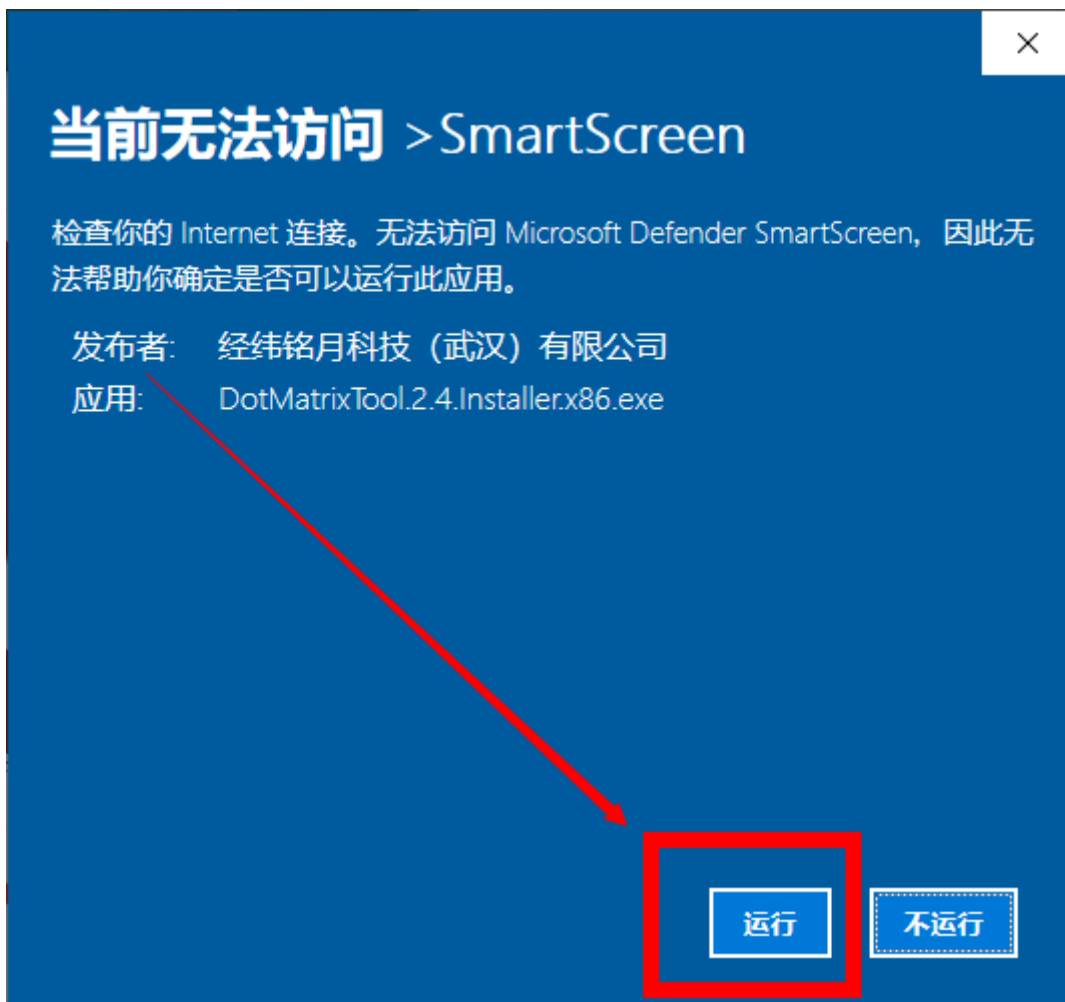 当前无法访问 >SmartScreen
检查你的 Internet 连接。无法访问 Microsoft Defender SmartScreen，因此无
法帮助你确定是否可以运行此应用。
发布者: 经纬铭月科技（武汉）有限公司
应用: DotMatrixTool.2.4.Installer.x86.exe
运行 不运行